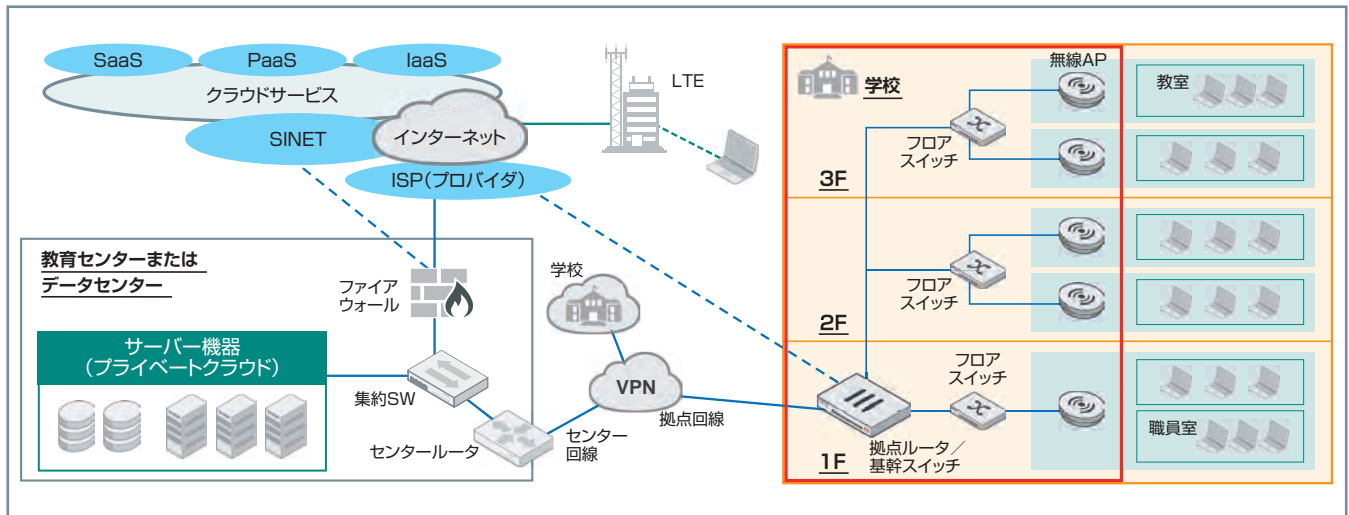 SaaS
PaaS
IaaS
クラウドサービス
SINET
インターネット
ISP(プロバイダ)
LTE
教育センターまたは
データセンター
ファイア
ウォール
サーバー機器
(プライベートクラウド)
集約SW
センタールータ
センター
回線
学校
VPN
拠点回線
学校
無線AP
教室
フロア
スイッチ
3F
フロア
スイッチ
2F
フロア
スイッチ
職員室
拠点ルータ/
基幹スイッチ
1F